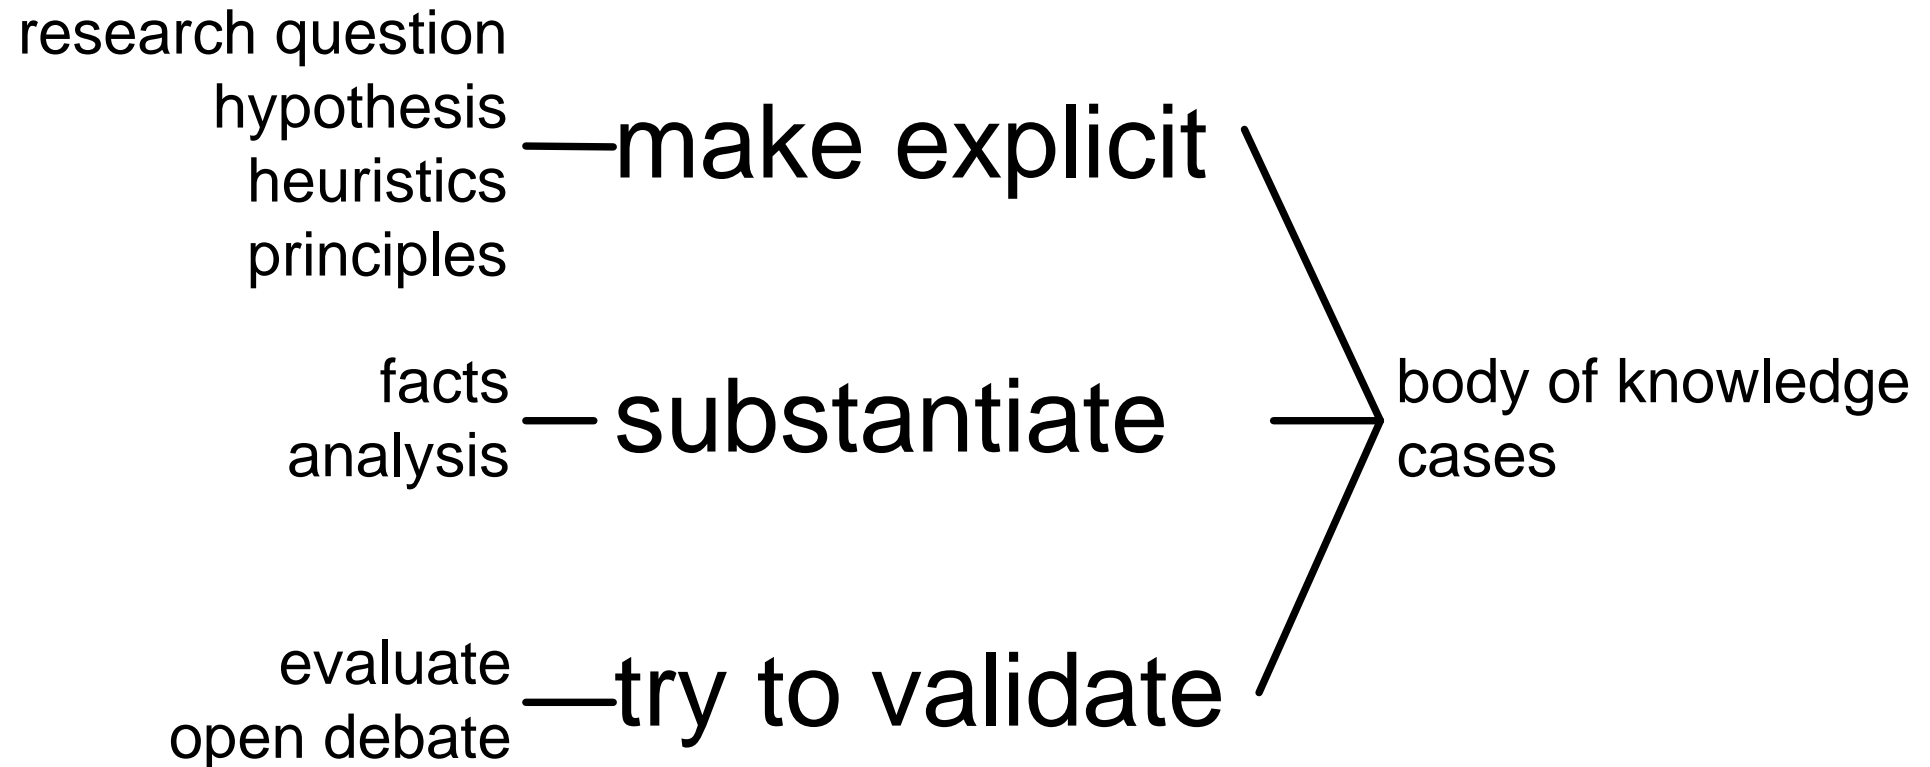 research question
hypothesis
heuristics
principles
make explicit
facts
analysis
substantiate
body of knowledge
cases
evaluate
open debate
try to validate